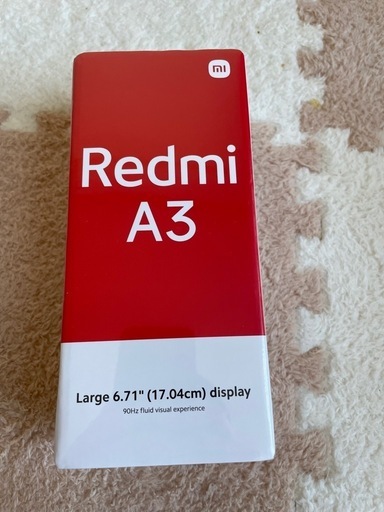 mi
Redmi
A3
Large 6.71" (17.04cm) display
90Hz fluid visual experience